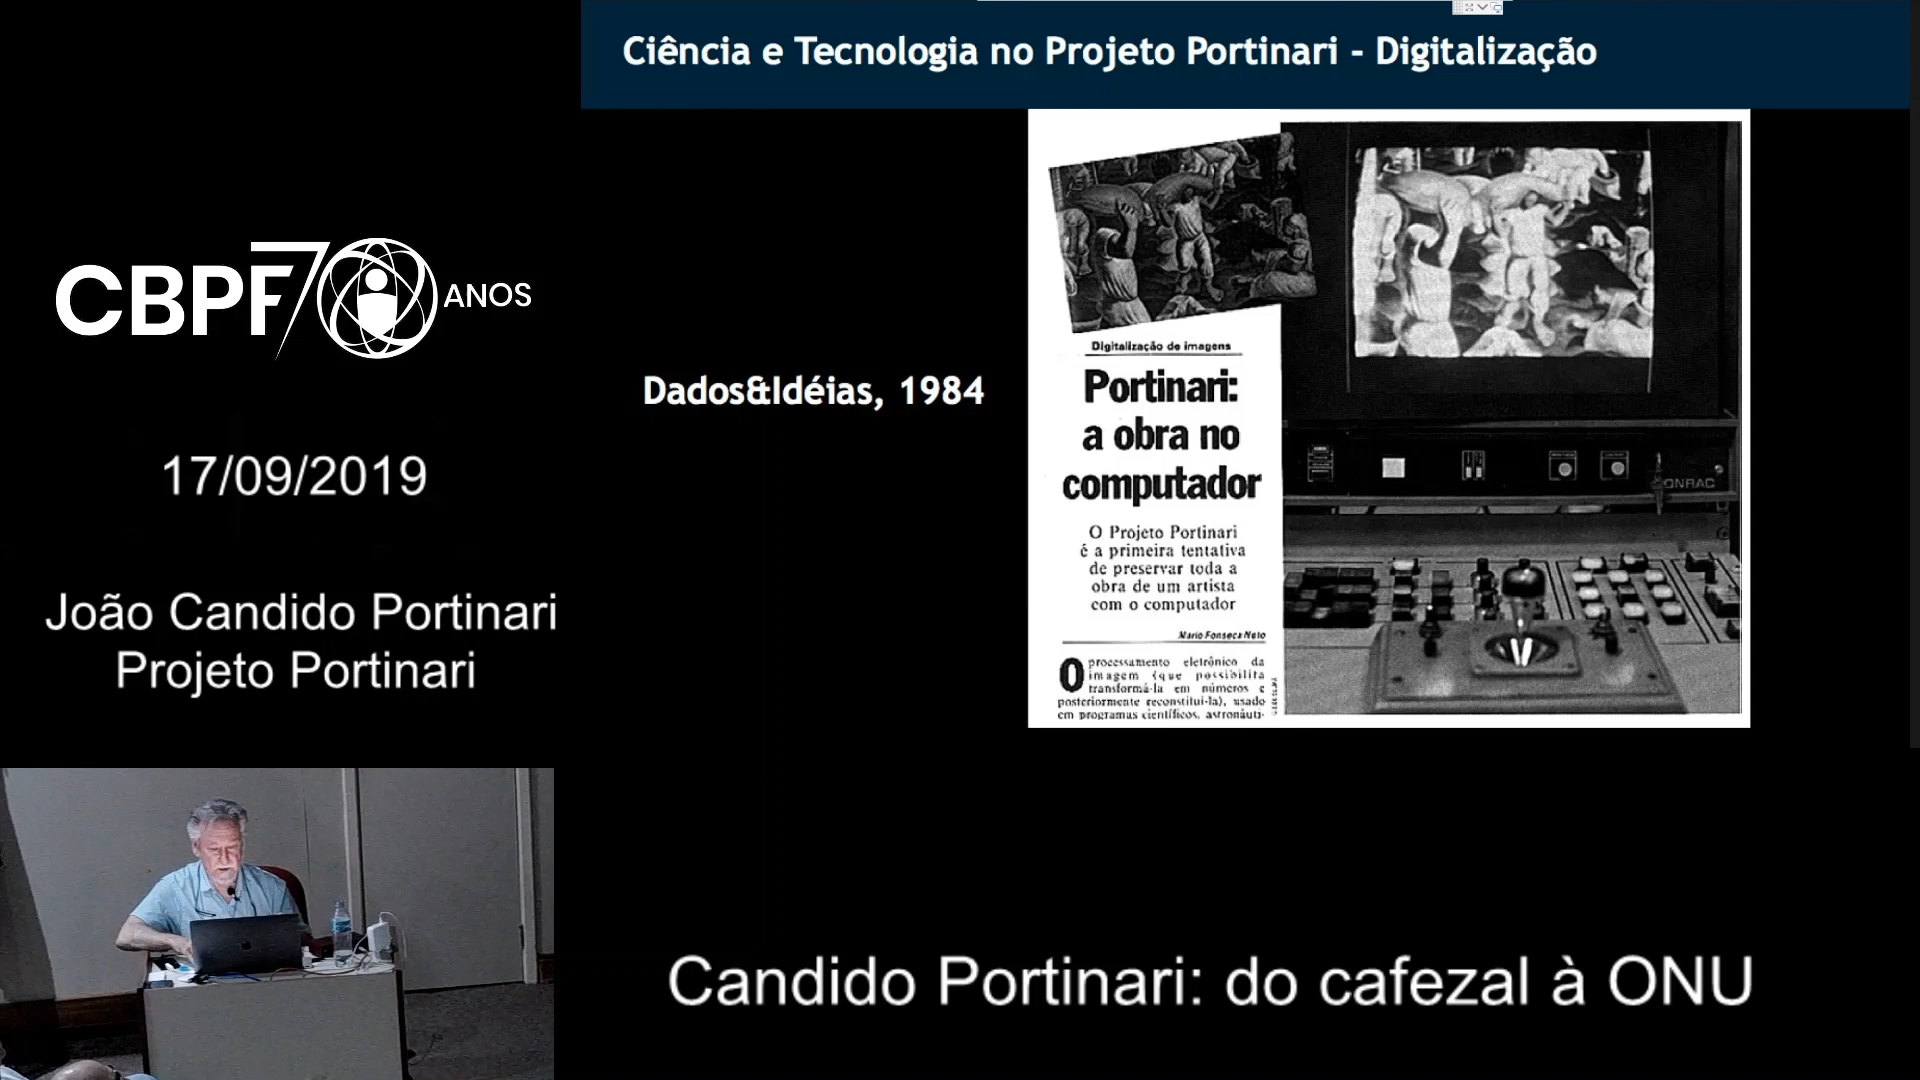 Ciência e Tecnologia no Projeto Portinari - Digitalização
CBPF 70 ANOS
17/09/2019
João Candido Portinari
Projeto Portinari
Dados&Idéias, 1984
Digitalização de imagens
Portinari:
a obra no
computador
O Projeto Portinari
é a primeira tentativa
de preservar toda a
obra de um artista
com o computador
Mario Fonseca Neto
O processamento eletrônico da
imagem (que possibilita
transformá-la em números e
posteriormente reconstituí-la), usado
em programas científicos, astronáuti-
ONRAC
Candido Portinari: do cafezal à ONU